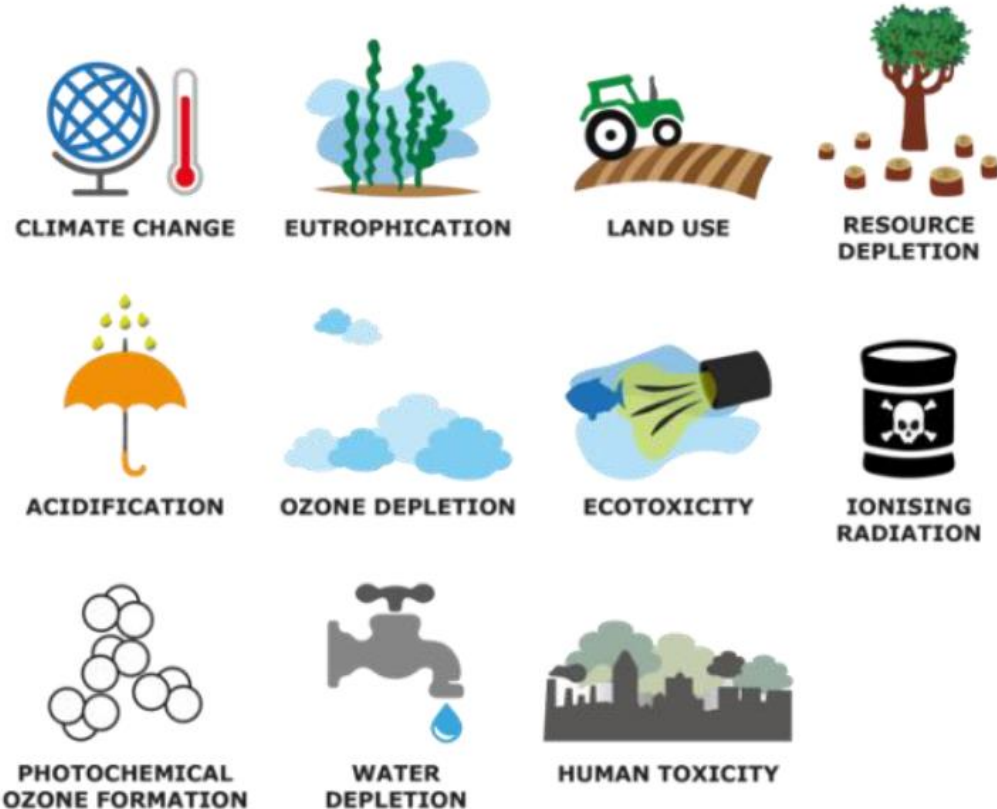 CLIMATE CHANGE
EUTROPHICATION
LAND USE
RESOURCE
DEPLETION
ACIDIFICATION
OZONE DEPLETION
ECOTOXICITY
IONISING
RADIATION
PHOTOCHEMICAL
OZONE FORMATION
WATER
DEPLETION
HUMAN TOXICITY